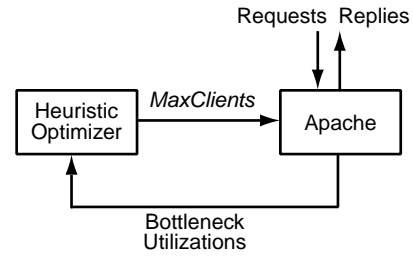 Requests Replies
MaxClients
Heuristic
Optimizer
Apache
Bottleneck
Utilizations